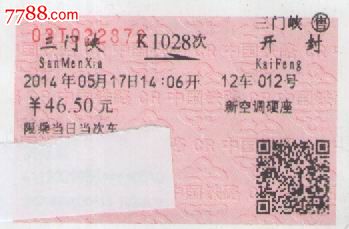 7788.com
三门峡 售
三门峡 K1028次 开封
SanMenXia KaiFeng
2014年05月17日14:06开 12车 012号
￥46.50元 新空调硬座
限乘当日当次车